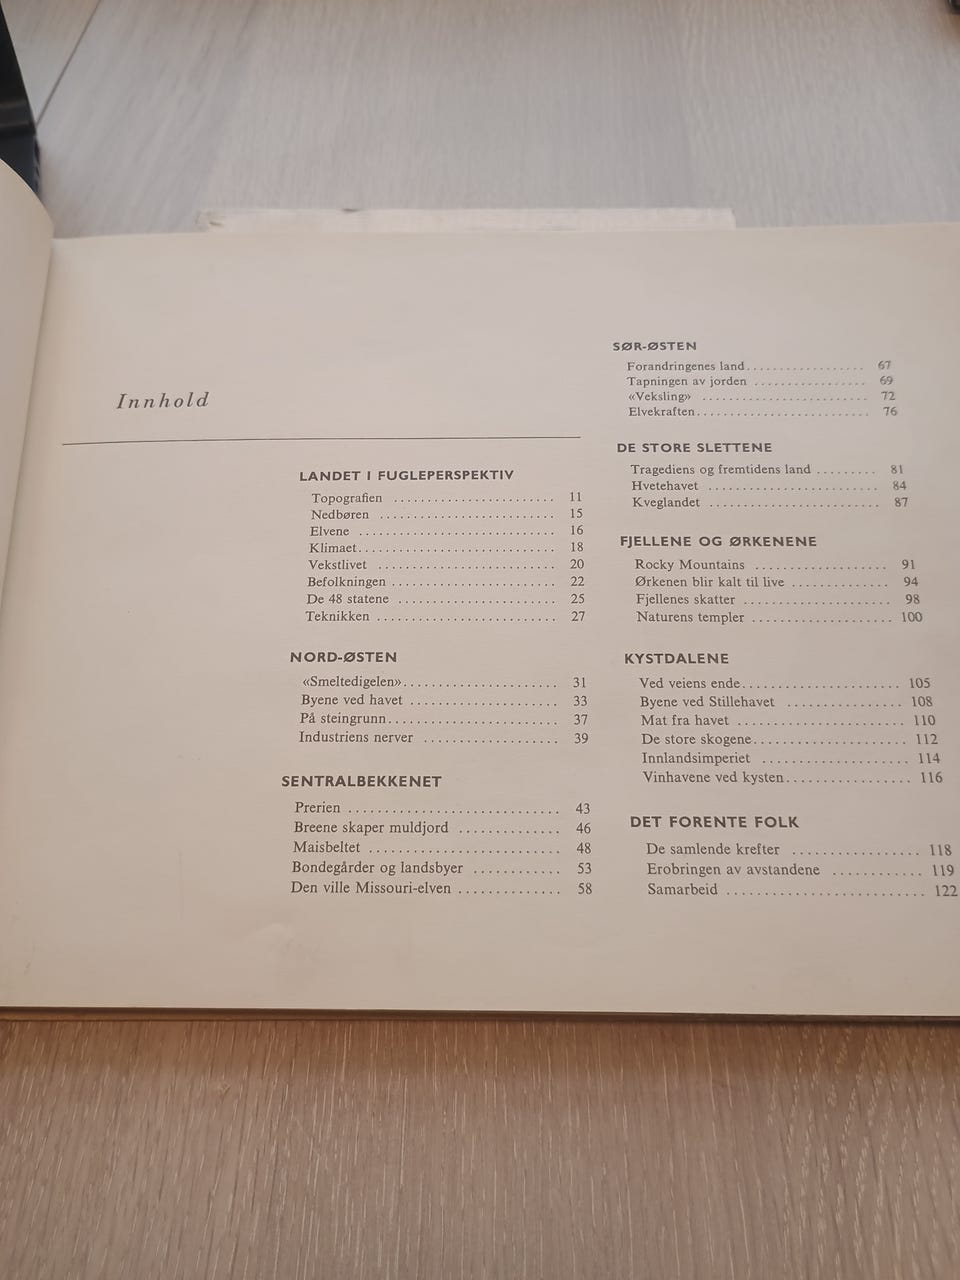 Innhold
LANDET I FUGLEPERSPEKTIV
Topografien ........................ 11
Nedbøren ......................... 15
Elvene ............................ 16
Klimaet............................ 18
Vekstlivet .......................... 20
Befolkningen ....................... 22
De 48 statene ...................... 25
Teknikken ......................... 27
NORD-ØSTEN
«Smeltedigelen»...................... 31
Byene ved havet .................... 33
På steingrunn....................... 37
Industriens nerver .................. 39
SENTRALBEKKENET
Prerien ............................ 43
Breene skaper muldjord .............. 46
Maisbeltet ......................... 48
Bondegårder og landsbyer ............ 53
Den ville Missouri-elven .............. 58
SØR-ØSTEN
Forandringenes land.................. 67
Tapningen av jorden ................. 69
«Veksling» ......................... 72
Elvekraften.......................... 76
DE STORE SLETTENE
Tragediens og fremtidens land ......... 81
Hvetehavet ......................... 84
Kveglandet ......................... 87
FJELLENE OG ØRKENENE
Rocky Mountains ................... 91
Ørkenen blir kalt til live .............. 94
Fjellenes skatter ..................... 98
Naturens templer .................... 100
KYSTDALENE
Ved veiens ende...................... 105
Byene ved Stillehavet ................ 108
Mat fra havet ....................... 110
De store skogene..................... 112
Innlandsimperiet .................... 114
Vinhavene ved kysten................. 116
DET FORENTE FOLK
De samlende krefter ................. 118
Erobringen av avstandene ............ 119
Samarbeid .......................... 122